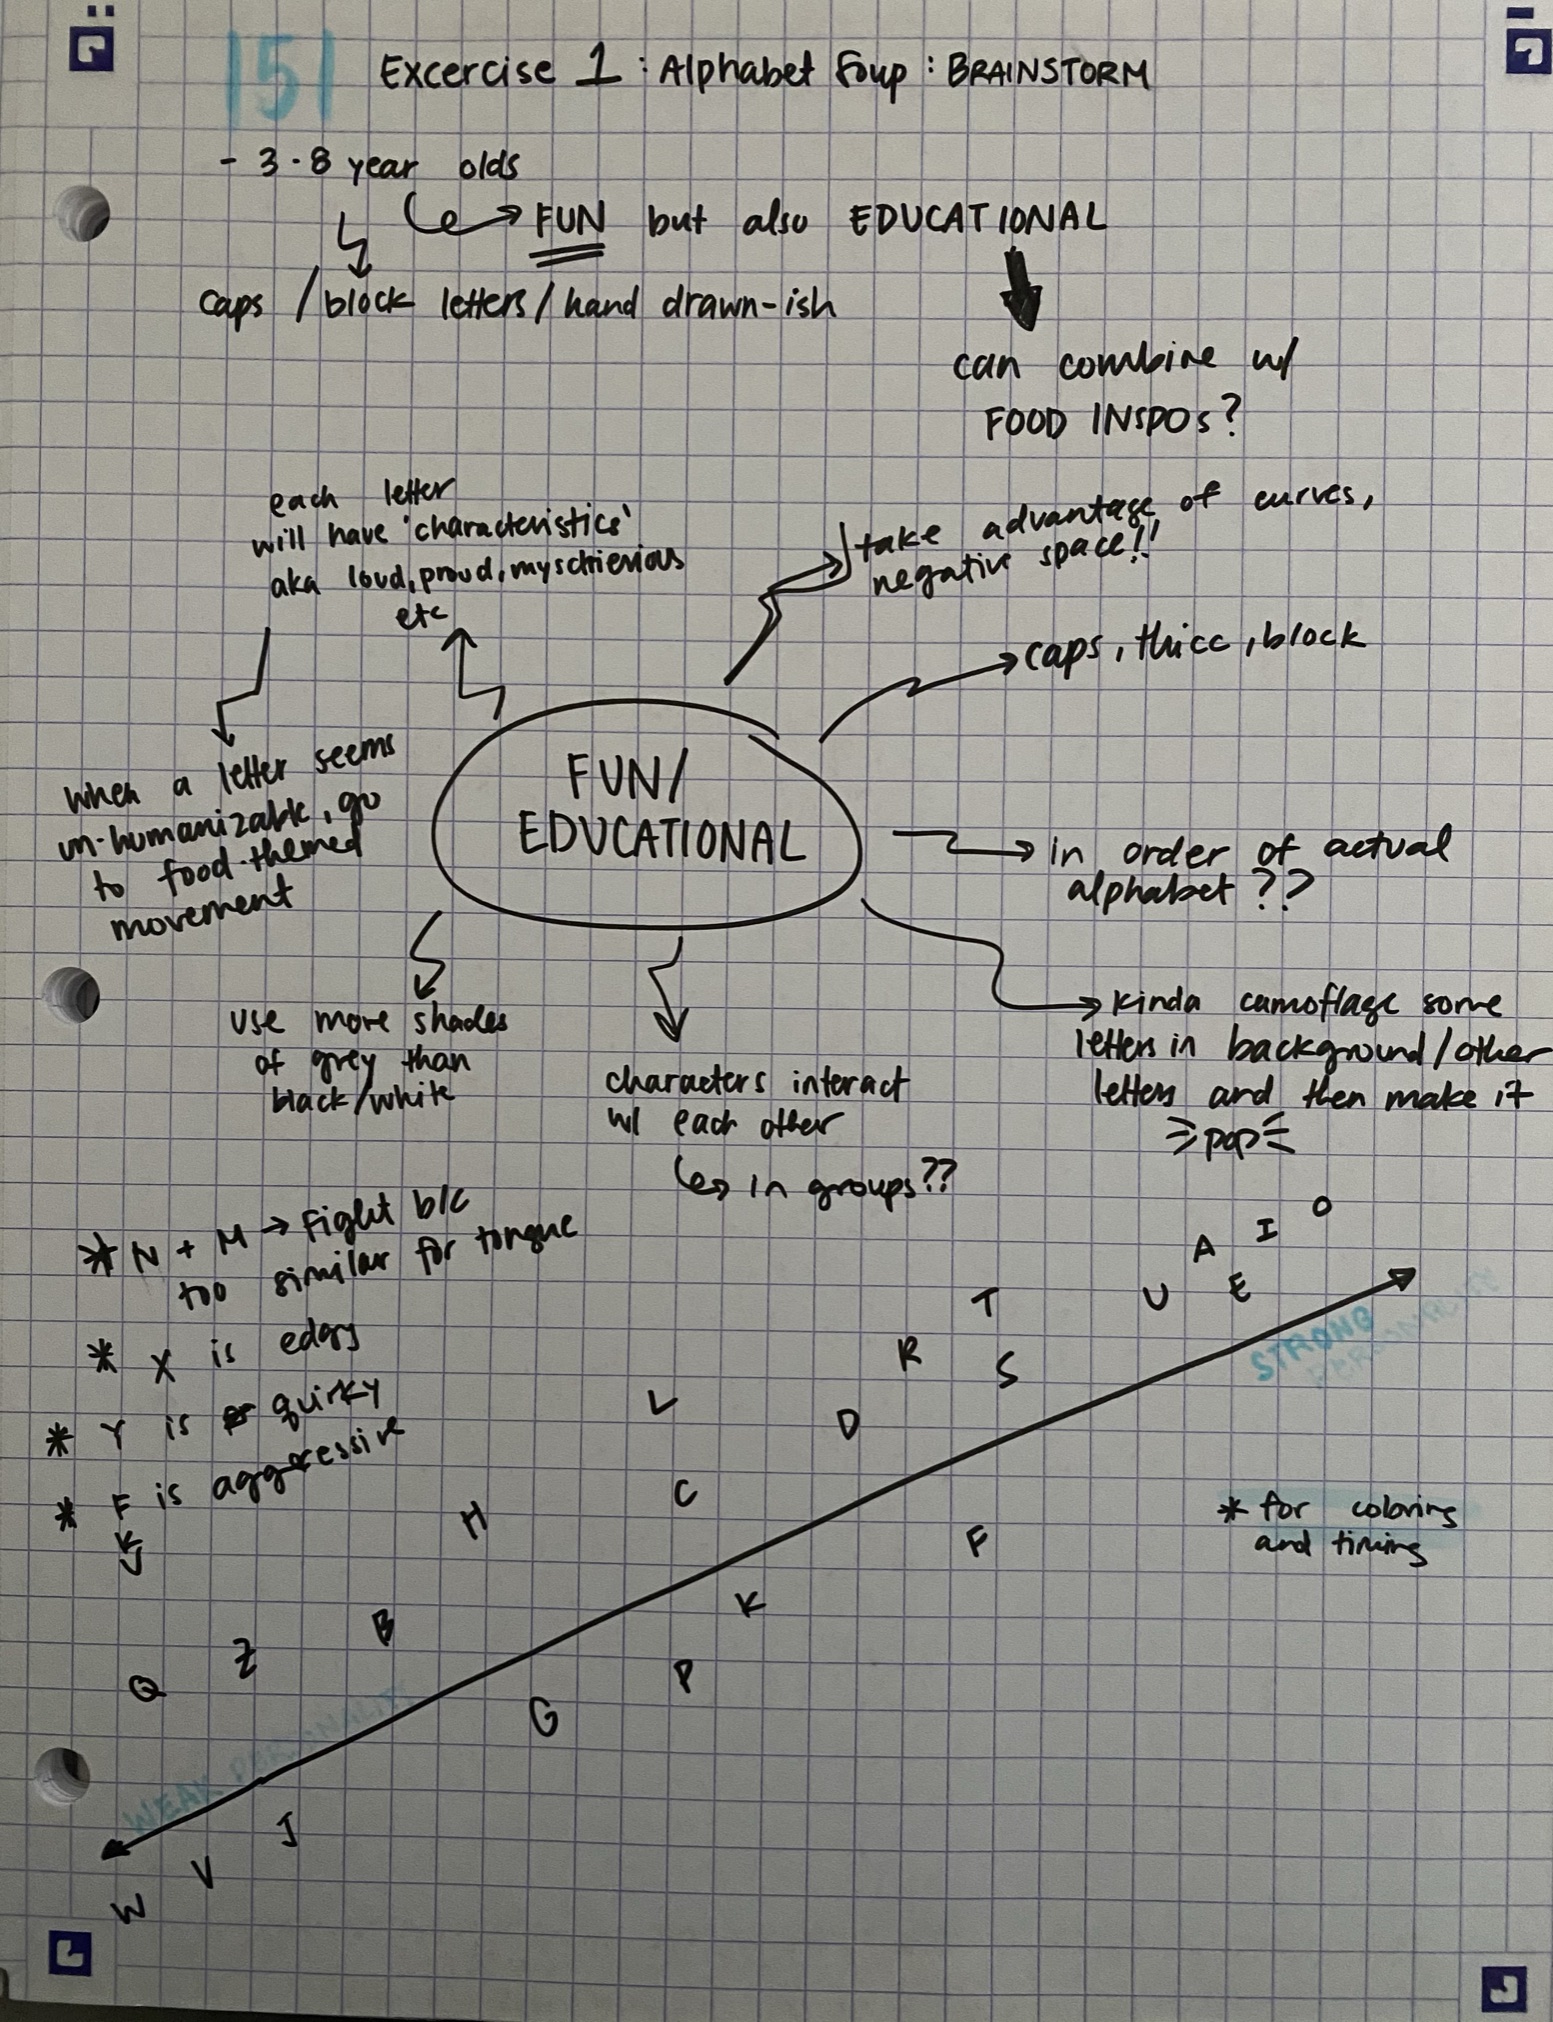 151 Excercise 1 : Alphabet Soup : BRAINSTORM
- 3-8 year olds
FUN but also EDUCATIONAL
caps / block letters / hand drawn-ish
can combine w/
FOOD INSPOs?
each letter
will have 'characteristics'
aka loud, proud, myschievious
etc
take advantage of curves,
negative space!!
caps, thicc, block
when a letter seems
un-humanizable, go
to food-themed
movement
FUN/
EDUCATIONAL
in order of actual
alphabet ??
use more shades
of grey than
black/white
characters interact
w/ each other
in groups??
kinda camoflage some
letters in background/other
letters and then make it
pop
* N + M → Fight b/c
too similar for tongue
* X is edgy
* Y is quirky
* F is aggressive
K
O
I
A
E
U
T
R
S
L
D
C
H
F
K
B
Z
P
Q
G
J
V
W
STRONG
PERSONALITY
* for coloring
and timing
WEAK PERSONALITY